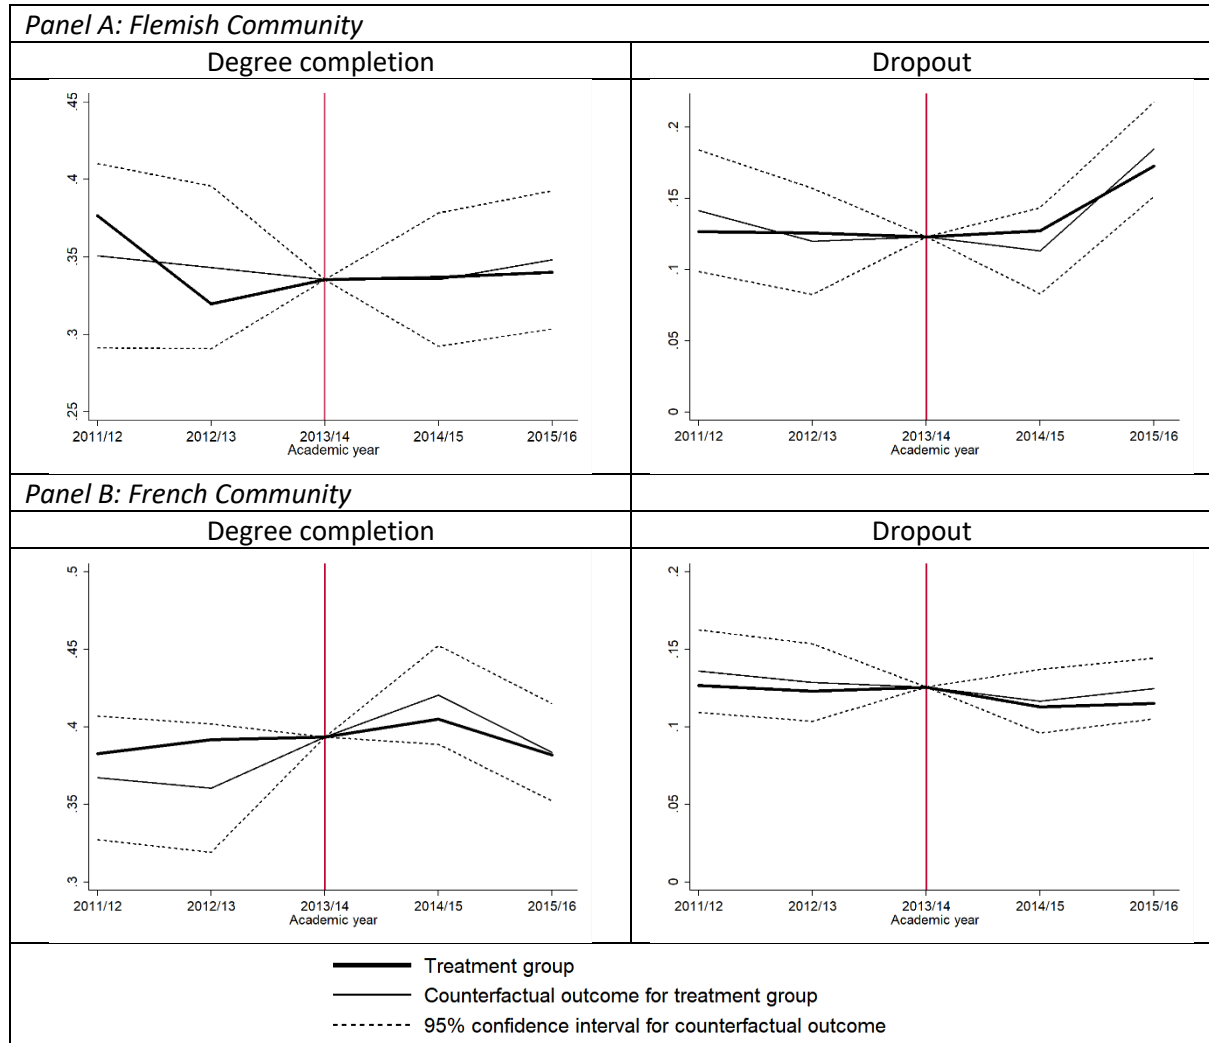 Panel A: Flemish Community
Degree completion
Dropout
.45
.4
.35
.3
.25
2011/12 2012/13 2013/14 2014/15 2015/16
Academic year
.2
.15
.1
.05
0
2011/12 2012/13 2013/14 2014/15 2015/16
Academic year
Panel B: French Community
Degree completion
Dropout
.5
.45
.4
.35
.3
2011/12 2012/13 2013/14 2014/15 2015/16
Academic year
.2
.15
.1
.05
0
2011/12 2012/13 2013/14 2014/15 2015/16
Academic year
Treatment group
Counterfactual outcome for treatment group
95% confidence interval for counterfactual outcome